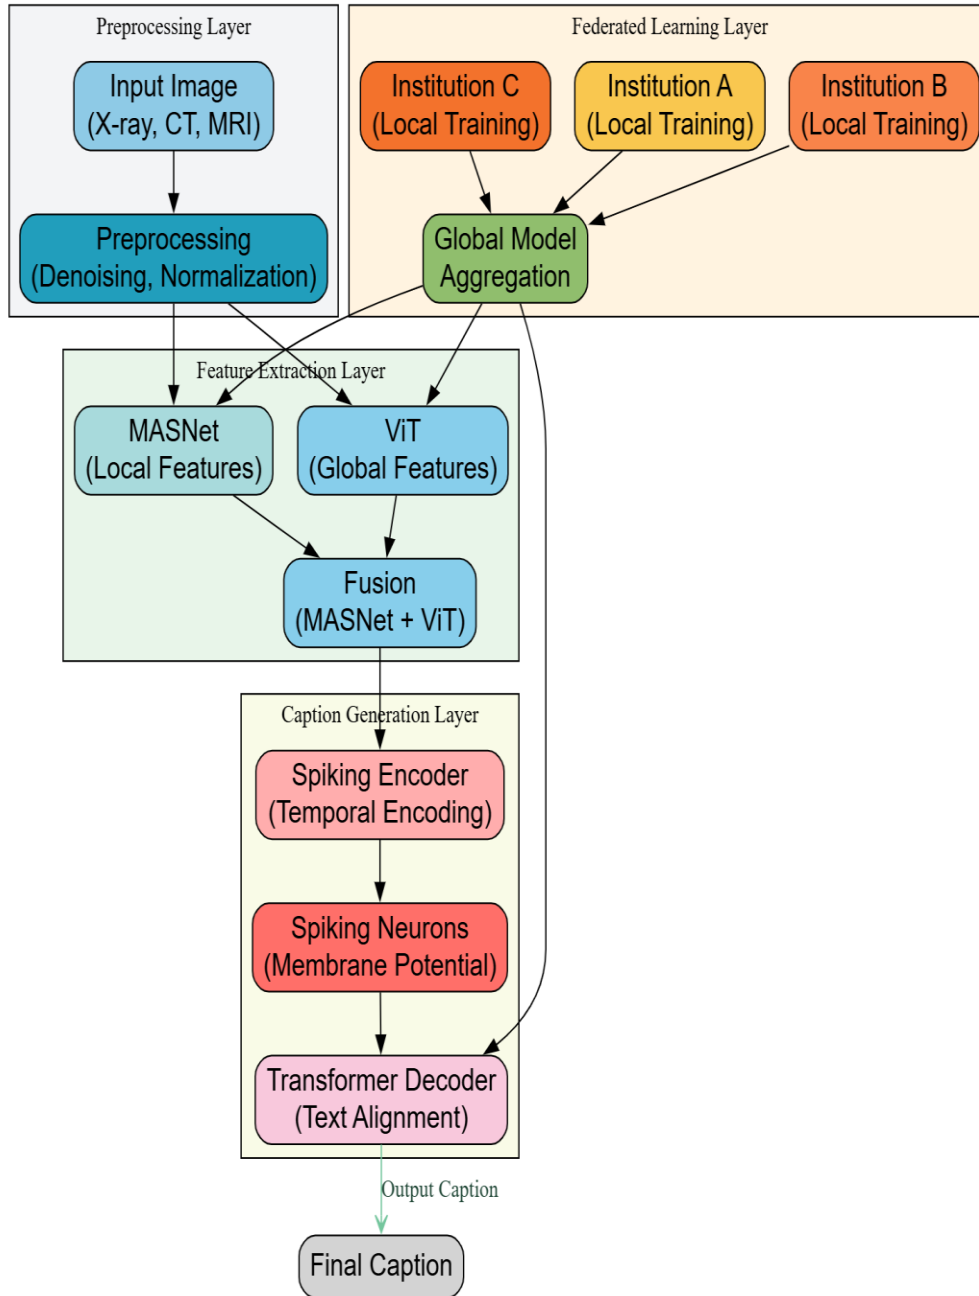 Preprocessing Layer
Input Image
(X-ray, CT, MRI)
Preprocessing
(Denoising, Normalization)
Federated Learning Layer
Institution C
(Local Training)
Institution A
(Local Training)
Institution B
(Local Training)
Global Model
Aggregation
Feature Extraction Layer
MASNet
(Local Features)
ViT
(Global Features)
Fusion
(MASNet + ViT)
Caption Generation Layer
Spiking Encoder
(Temporal Encoding)
Spiking Neurons
(Membrane Potential)
Transformer Decoder
(Text Alignment)
Output Caption
Final Caption